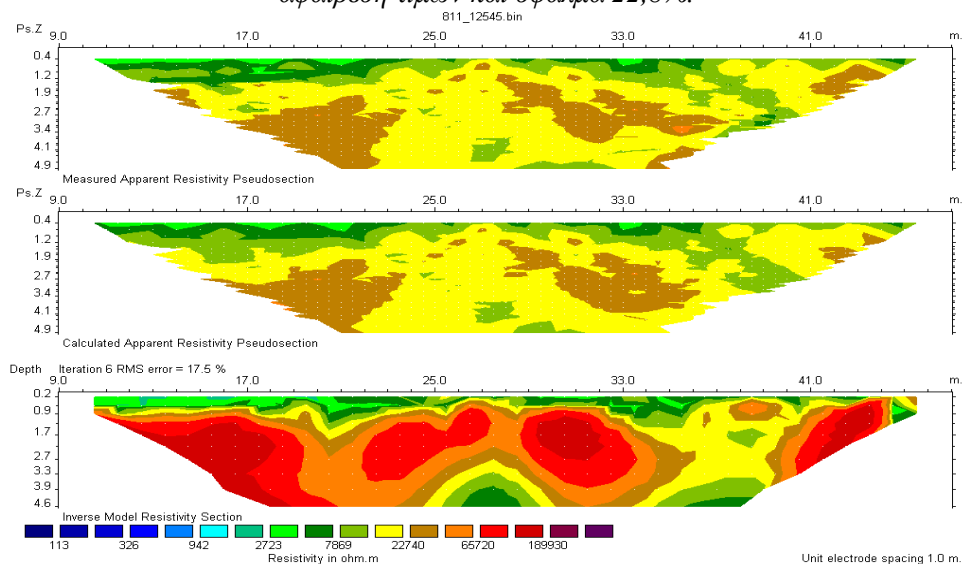 811_12545.bin
Ps.Z 9.0 17.0 25.0 33.0 41.0 m.
0.4
1.2
1.9
2.7
3.4
4.1
4.9
Measured Apparent Resistivity Pseudosection
Ps.Z 9.0 17.0 25.0 33.0 41.0 m.
0.4
1.2
1.9
2.7
3.4
4.1
4.9
Calculated Apparent Resistivity Pseudosection
Depth Iteration 6 RMS error = 17.5 %
9.0 17.0 25.0 33.0 41.0 m.
0.2
0.9
1.7
2.7
3.3
3.9
4.6
Inverse Model Resistivity Section
113 326 942 2723 7869 22740 65720 189930
Resistivity in ohm.m Unit electrode spacing 1.0 m.